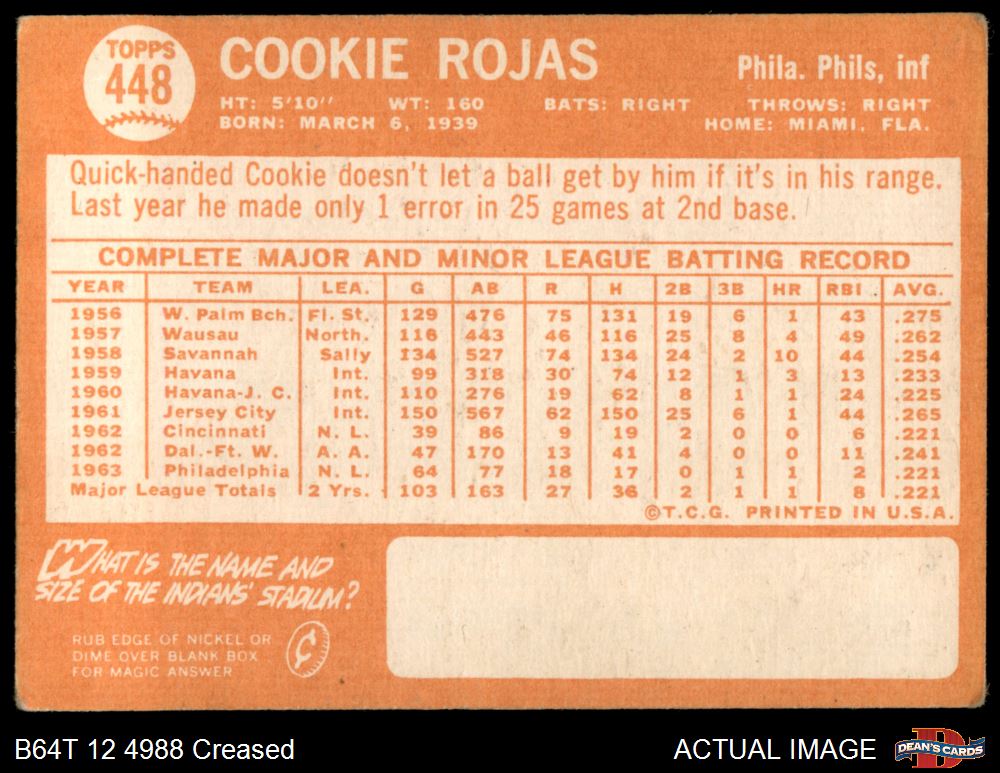 TOPPS
448
COOKIE ROJAS
Phila. Phils, inf
HT: 5'10" WT: 160 BATS: RIGHT THROWS: RIGHT
BORN: MARCH 6, 1939 HOME: MIAMI, FLA.
Quick-handed Cookie doesn't let a ball get by him if it's in his range.
Last year he made only 1 error in 25 games at 2nd base.
COMPLETE MAJOR AND MINOR LEAGUE BATTING RECORD
YEAR TEAM LEA. G AB R H 2B 3B HR RBI AVG.
1956 W. Palm Bch. Fl. St. 129 476 75 131 19 6 1 43 .275
1957 Wausau North. 116 443 46 116 25 8 4 49 .262
1958 Savannah Sally 134 527 74 134 24 2 10 44 .254
1959 Havana Int. 99 318 30 74 12 1 3 13 .233
1960 Havana-J. C. Int. 110 276 19 62 8 1 1 24 .225
1961 Jersey City Int. 150 567 62 150 25 6 1 44 .265
1962 Cincinnati N. L. 39 86 9 19 2 0 0 6 .221
1962 Dal.-Ft. W. A. A. 47 170 13 41 4 0 0 11 .241
1963 Philadelphia N. L. 64 77 18 17 0 1 1 2 .221
Major League Totals 2 Yrs. 103 163 27 36 2 1 1 8 .221
©T.C.G. PRINTED IN U.S.A.
WHAT IS THE NAME AND
SIZE OF THE INDIANS' STADIUM?
RUB EDGE OF NICKEL OR
DIME OVER BLANK BOX
FOR MAGIC ANSWER
¢
B64T 12 4988 Creased
ACTUAL IMAGE
D
DEAN'S CARDS